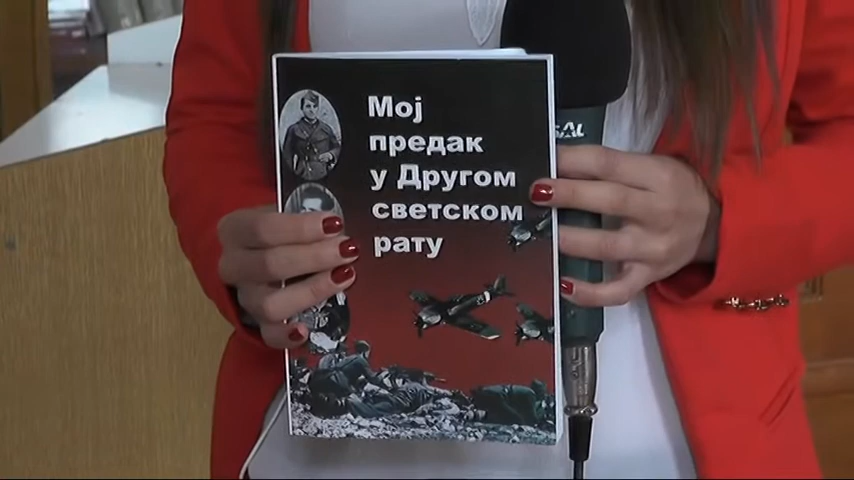 Мој
предак
у Другом
светском
рату